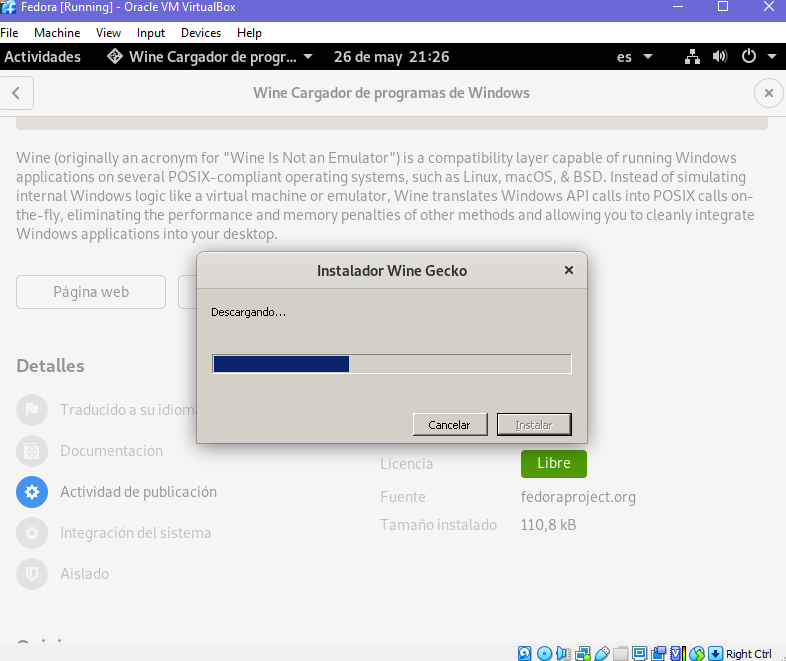 Fedora [Running] - Oracle VM VirtualBox
File Machine View Input Devices Help
Actividades Wine Cargador de progr... 26 de may 21:26 es
Wine Cargador de programas de Windows
Wine (originally an acronym for "Wine Is Not an Emulator") is a compatibility layer capable of running Windows
applications on several POSIX-compliant operating systems, such as Linux, macOS, & BSD. Instead of simulating
internal Windows logic like a virtual machine or emulator, Wine translates Windows API calls into POSIX calls on-
the-fly, eliminating the performance and memory penalties of other methods and allowing you to cleanly integrate
Windows applications into your desktop.
Página web
Instalador Wine Gecko
Descargando...
Cancelar Instalar
Detalles
Traducido a su idioma
Documentación
Actividad de publicación
Integración del sistema
Aislado
Licencia Libre
Fuente fedoraproject.org
Tamaño instalado 110,8 kB
Right Ctrl